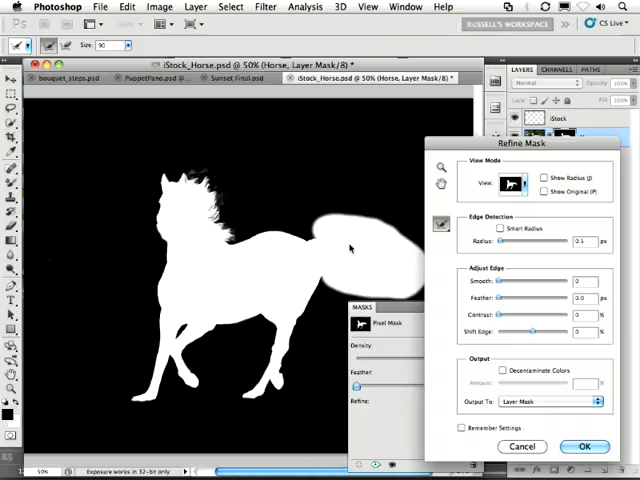 Photoshop File Edit Image Layer Select Filter Analysis 3D View
RUSSELL'S WORKSPACE CS Live
Size: 90
iStock_Horse.psd @ 50% (Horse, Layer Mask/8) *
bouquet_steps.psd PuppetPano.psd @... Sunset Final.psd iStock_Horse.psd @ 50% (Horse, Layer Mask/8) *
LAYERS CHANNELS PATHS
Normal Opacity: 100%
Lock: Fill: 100%
iStock
Refine Mask
View Mode
View: Show Radius (J)
Show Original (P)
Edge Detection
Smart Radius
Radius: 0.5 px
Adjust Edge
Smooth: 0
Feather: 0.0 px
Contrast: 0 %
Shift Edge: 0 %
Output
Decontaminate Colors
Amount: %
Output To: Layer Mask
Remember Settings
Cancel OK
MASKS
Pixel Mask
Density:
Feather:
Refine:
50% Exposure works in 32-bit only